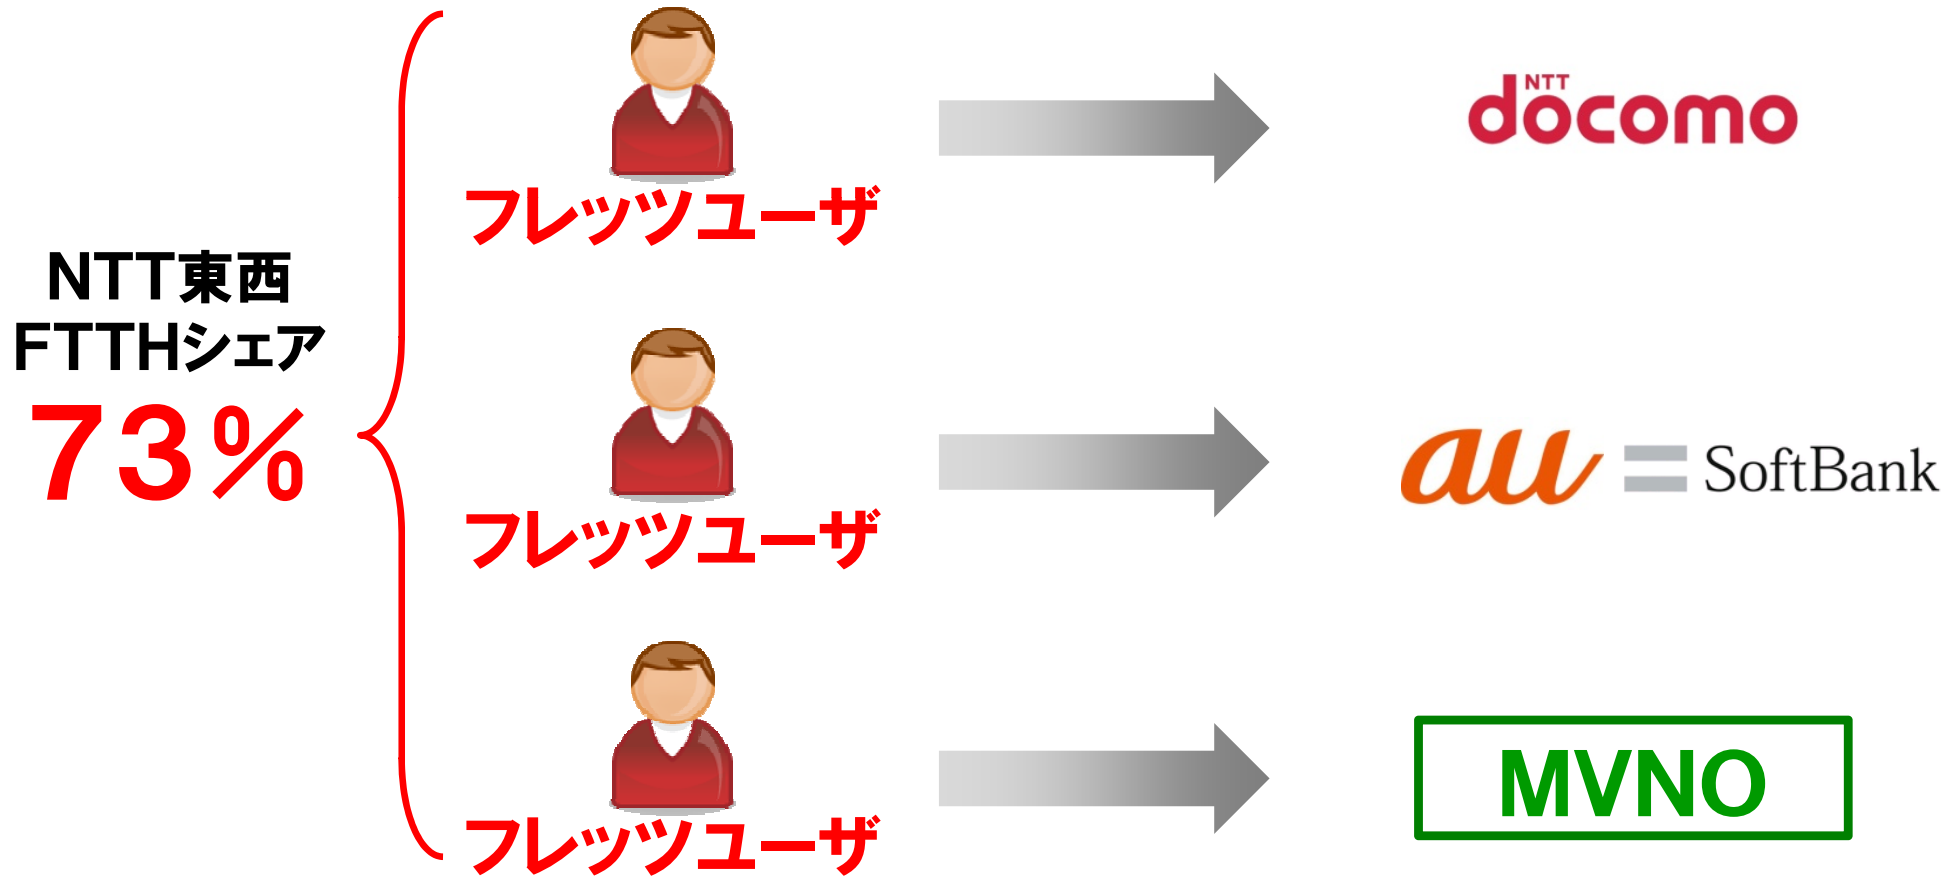 NTT東西
FTTHシェア
73%
フレッツユーザ
NTT
docomo
フレッツユーザ
au
SoftBank
フレッツユーザ
MVNO